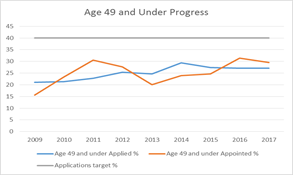 Age 49 and Under Progress
45
40
35
30
25
20
15
10
5
0
2009 2010 2011 2012 2013 2014 2015 2016 2017
Age 49 and under Applied % Age 49 and under Appointed %
Applications target %